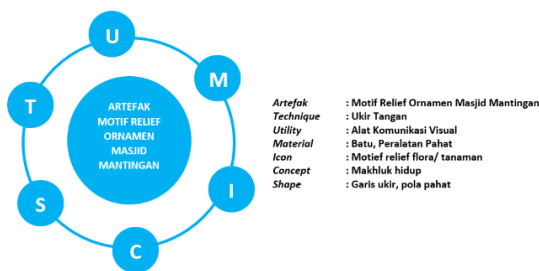 U
M
I
C
S
T
ARTEFAK
MOTIF RELIEF
ORNAMEN
MASJID
MANTINGAN
Artefak : Motif Relief Ornamen Masjid Mantingan
Technique : Ukir Tangan
Utility : Alat Komunikasi Visual
Material : Batu, Peralatan Pahat
Icon : Motief relief flora/ tanaman
Concept : Makhluk hidup
Shape : Garis ukir, pola pahat